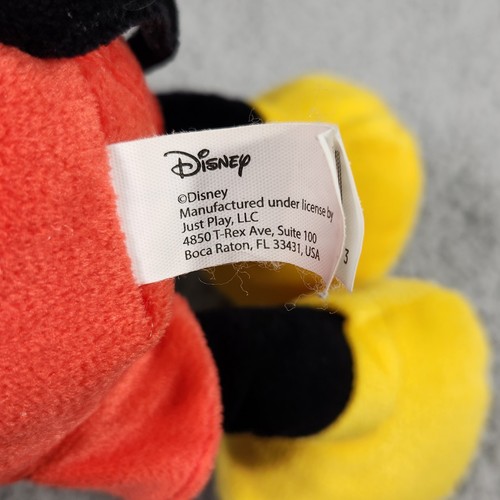 Disney
©Disney
Manufactured under license by
Just Play, LLC
4850 T-Rex Ave, Suite 100
Boca Raton, FL 33431, USA
3